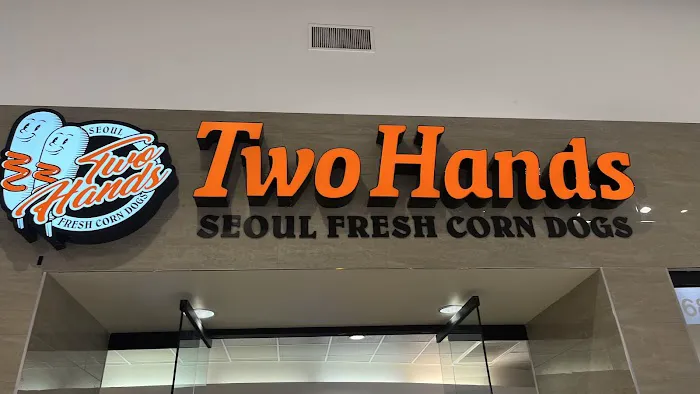 SEOUL
Two
Hands
FRESH CORN DOGS
Two Hands
SEOUL FRESH CORN DOGS